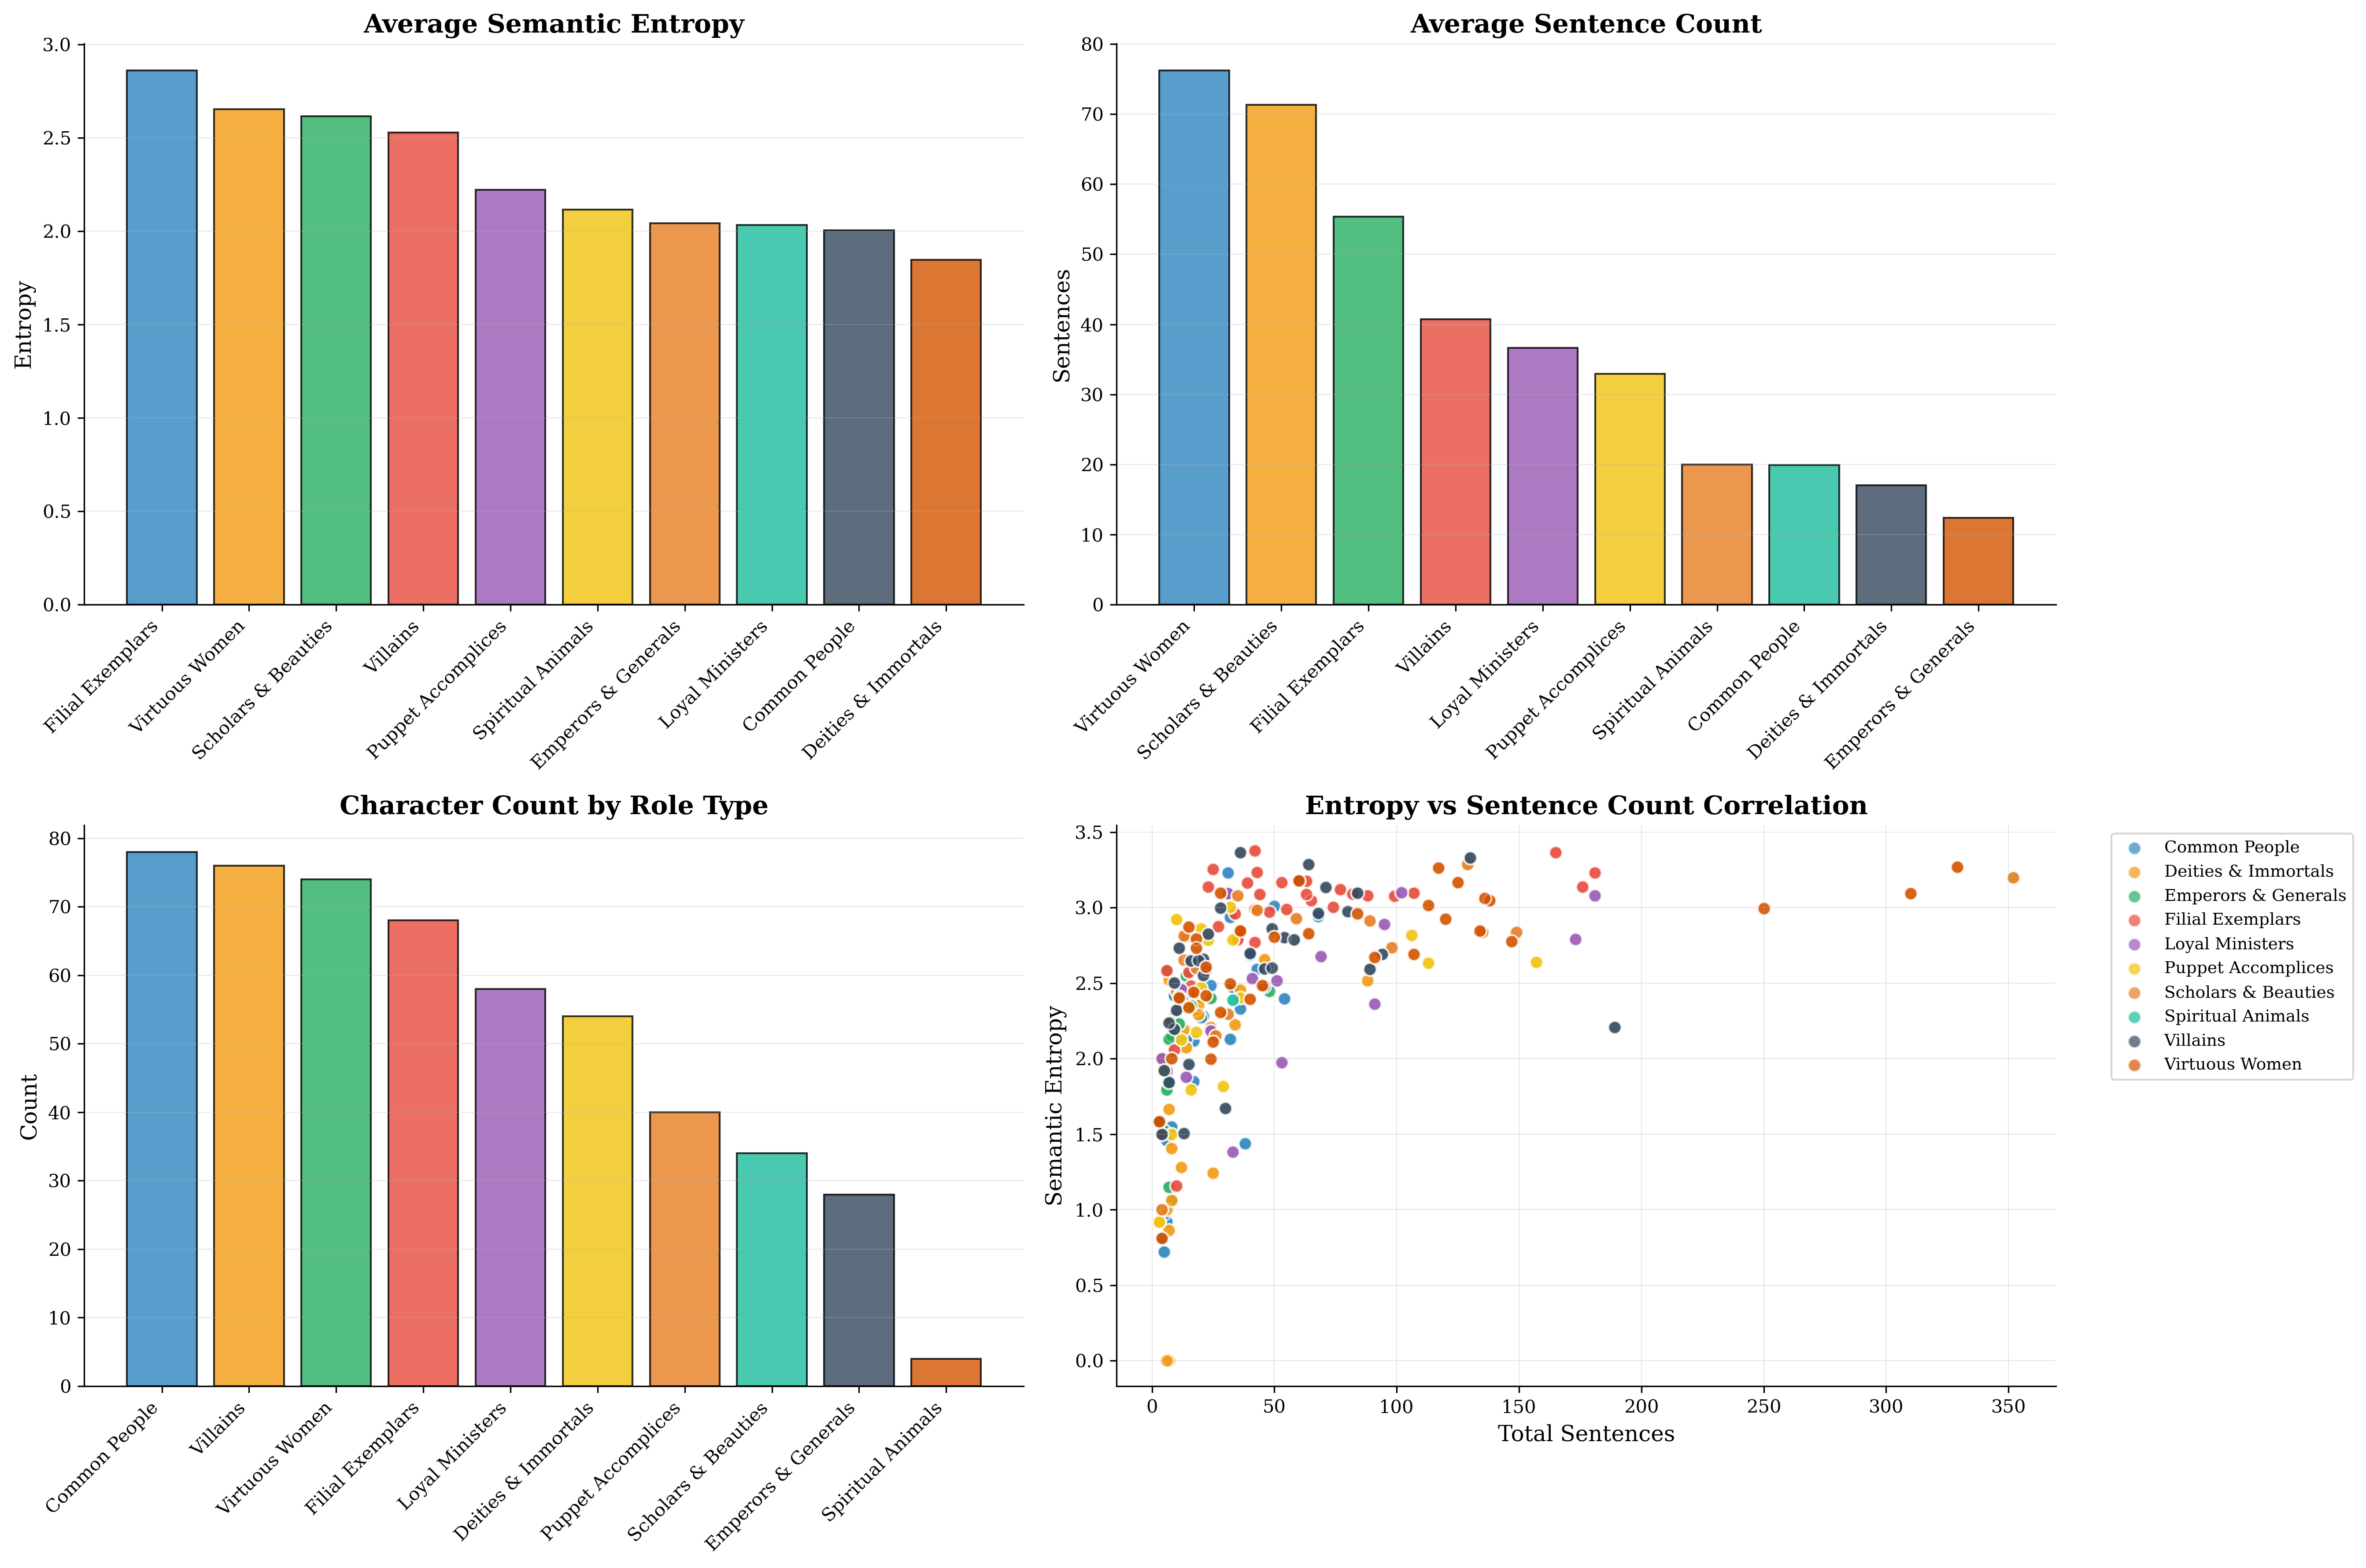 Average Semantic Entropy
Entropy
3.0
2.5
2.0
1.5
1.0
0.5
0.0
Filial Exemplars
Virtuous Women
Scholars & Beauties
Villains
Puppet Accomplices
Spiritual Animals
Emperors & Generals
Loyal Ministers
Common People
Deities & Immortals
Average Sentence Count
Sentences
80
70
60
50
40
30
20
10
0
Virtuous Women
Scholars & Beauties
Filial Exemplars
Villains
Loyal Ministers
Puppet Accomplices
Spiritual Animals
Common People
Deities & Immortals
Emperors & Generals
Character Count by Role Type
Count
80
70
60
50
40
30
20
10
0
Common People
Villains
Virtuous Women
Filial Exemplars
Loyal Ministers
Deities & Immortals
Puppet Accomplices
Scholars & Beauties
Emperors & Generals
Spiritual Animals
Entropy vs Sentence Count Correlation
Semantic Entropy
3.5
3.0
2.5
2.0
1.5
1.0
0.5
0.0
0 50 100 150 200 250 300 350
Total Sentences
Common People
Deities & Immortals
Emperors & Generals
Filial Exemplars
Loyal Ministers
Puppet Accomplices
Scholars & Beauties
Spiritual Animals
Villains
Virtuous Women